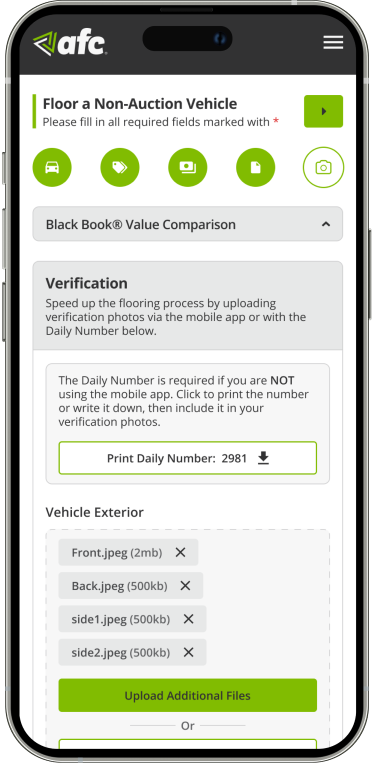 afc
Floor a Non-Auction Vehicle
Please fill in all required fields marked with *
Black Book® Value Comparison
Verification
Speed up the flooring process by uploading
verification photos via the mobile app or with the
Daily Number below.
The Daily Number is required if you are NOT
using the mobile app. Click to print the number
or write it down, then include it in your
verification photos.
Print Daily Number: 2981
Vehicle Exterior
Front.jpeg (2mb)
Back.jpeg (500kb)
side1.jpeg (500kb)
side2.jpeg (500kb)
Upload Additional Files
Or